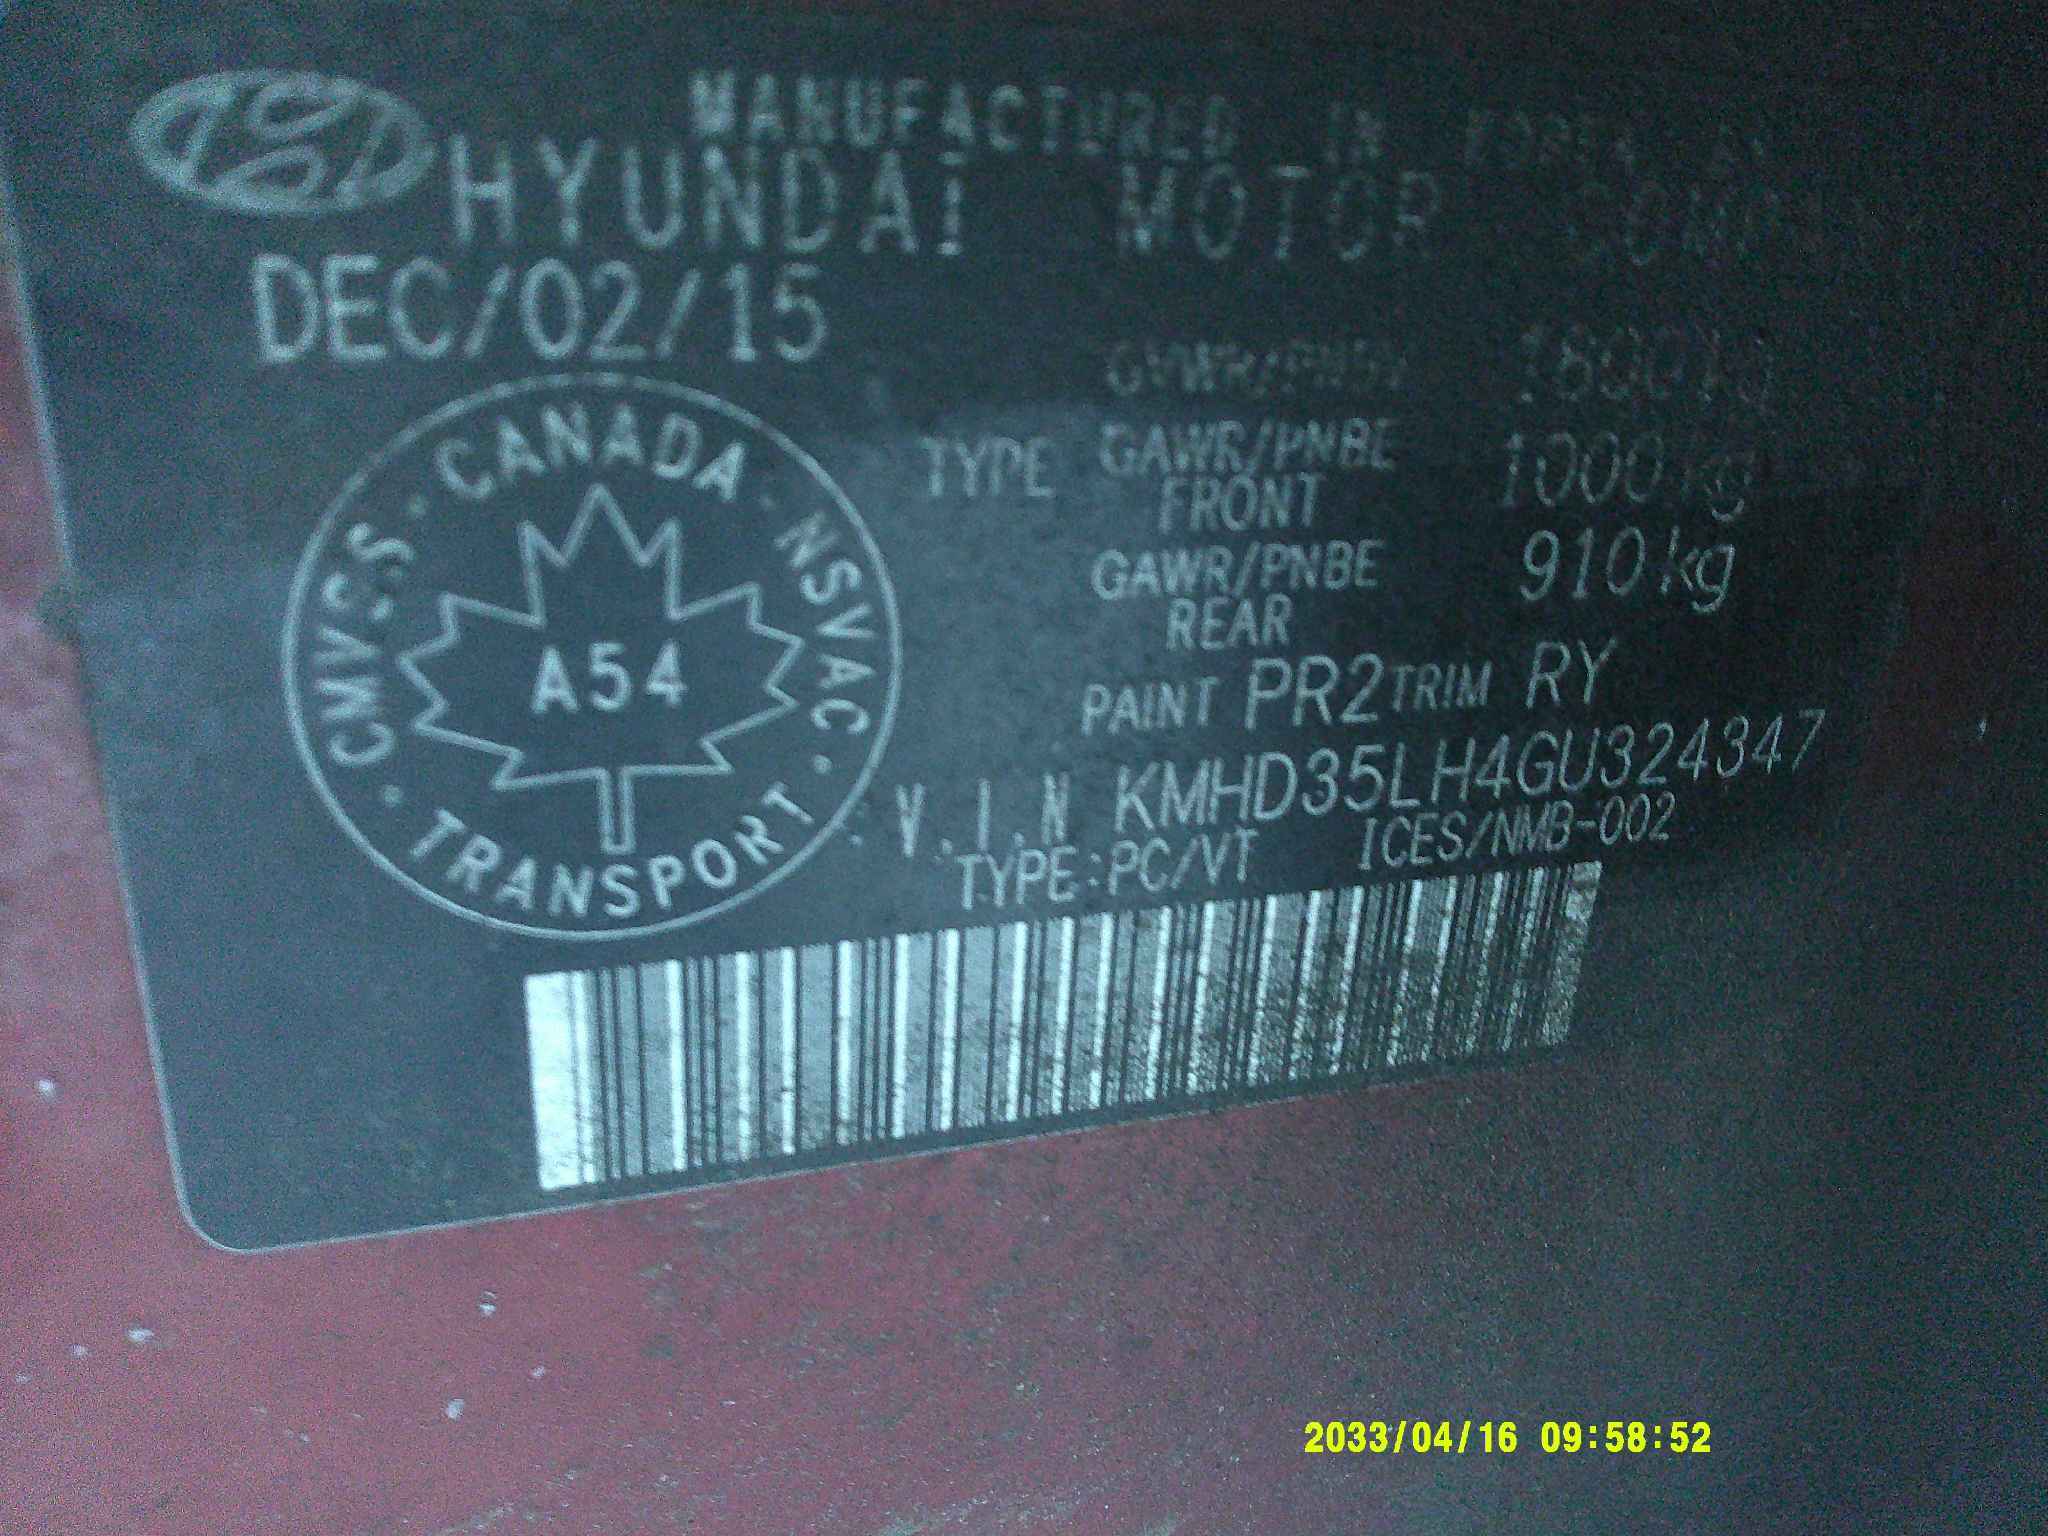 MANUFACTURED IN KOREA BY
HYUNDAI MOTOR
DEC/02/15
CMVSS · CANADA · NSVAC · TRANSPORT ·
A54
TYPE
GAWR/PNBE FRONT 1000kg
GAWR/PNBE REAR 910kg
PAINT PR2 TRIM RY
V.I.N KMHD35LH4GU324347
TYPE:PC/VT ICES/NMB-002
2033/04/16 09:58:52